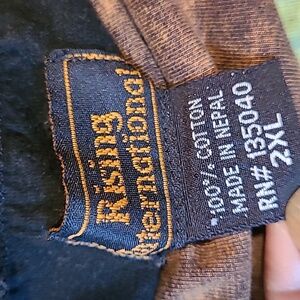 Rising
International
*100% COTTON
MADE IN NEPAL
RN# 135040
2XL